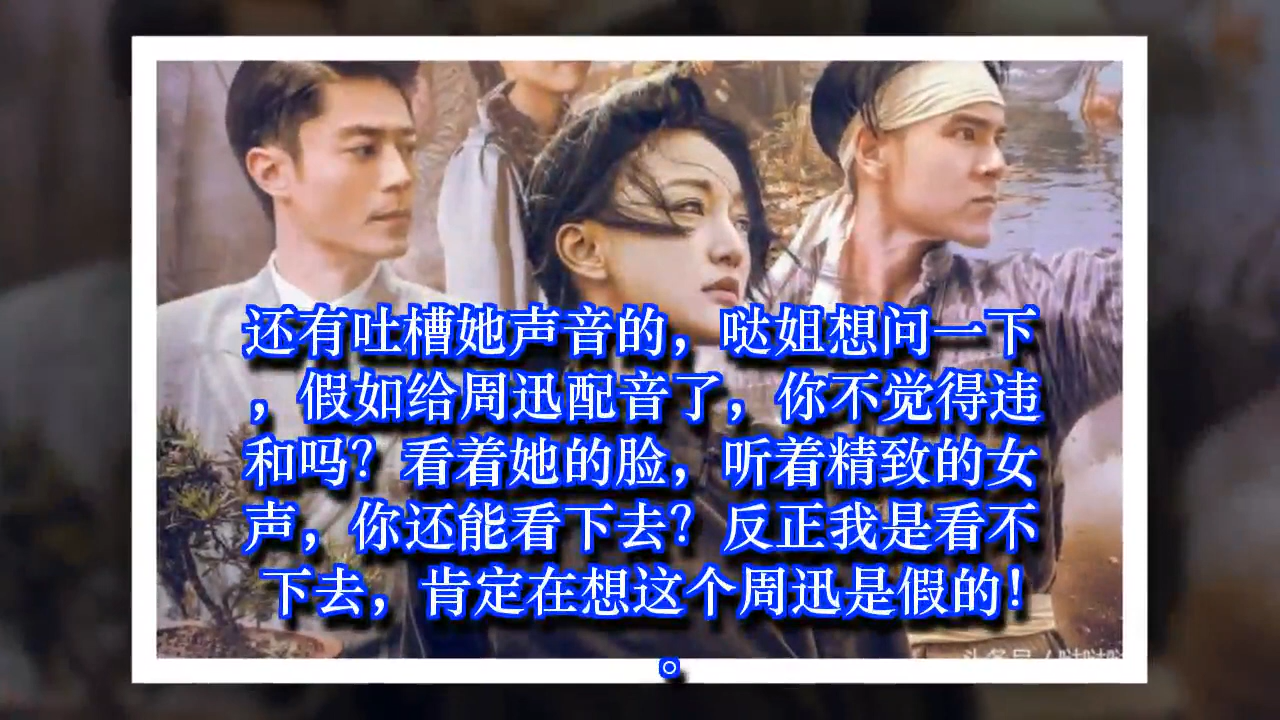 还有吐槽她声音的，哒姐想问一下
，假如给周迅配音了，你不觉得违
和吗？看着她的脸，听着精致的女
声，你还能看下去？反正我是看不
下去，肯定在想这个周迅是假的！
。